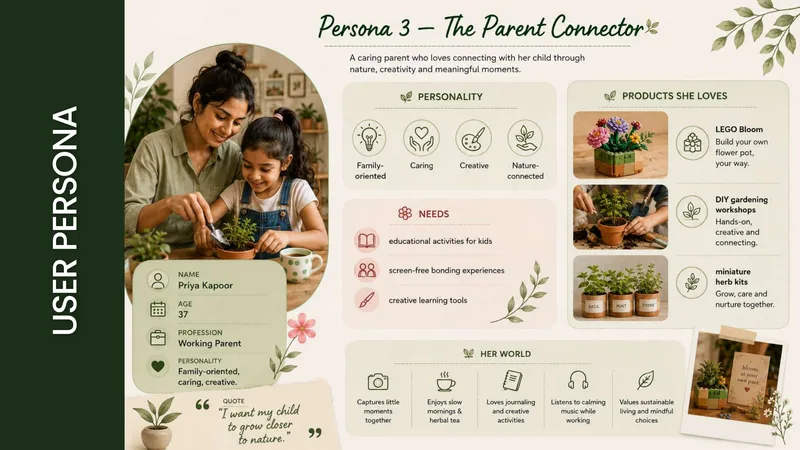 USER PERSONA
Persona 3 — The Parent Connector
A caring parent who loves connecting with her child through
nature, creativity and meaningful moments.
NAME
Priya Kapoor
AGE
37
PROFESSION
Working Parent
PERSONALITY
Family-oriented,
caring, creative.
QUOTE
“I want my child
to grow closer
to nature.”
PERSONALITY
Family-
oriented
Caring
Creative
Nature-
connected
NEEDS
educational activities for kids
screen-free bonding experiences
creative learning tools
PRODUCTS SHE LOVES
LEGO Bloom
Build your own
flower pot,
your way.
DIY gardening
workshops
Hands-on,
creative and
connecting.
BASIL
MINT
THYME
miniature
herb kits
Grow, care and
nurture together.
HER WORLD
Captures little
moments
together
Enjoys slow
mornings &
herbal tea
Loves journaling
and creative
activities
Listens to calming
music while
working
Values sustainable
living and mindful
choices
bloom
at your
own pace